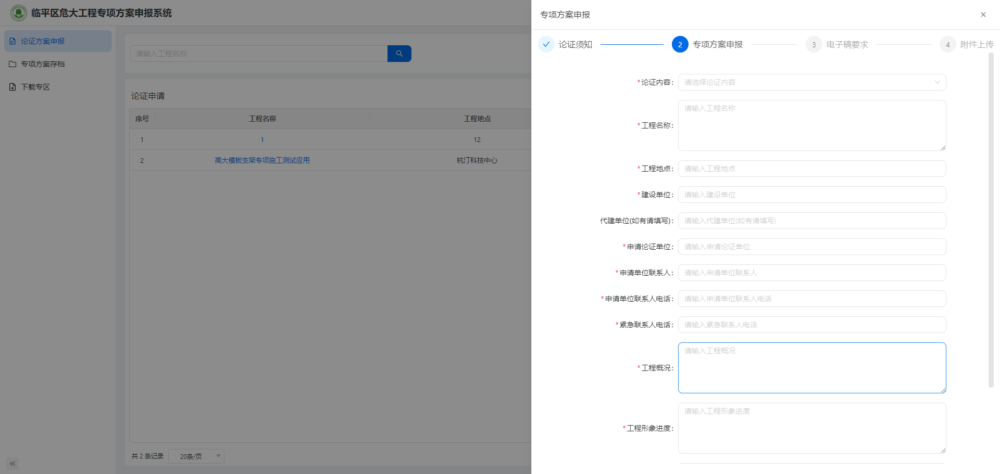 临平区危大工程专项方案申报系统
论证方案申报
专项方案存档
下载专区
请输入工程名称
论证申请
序号 工程名称 工程地点
1 1 12
2 高大模板支架专项施工测试应用 杭汀科技中心
共 2 条记录 20条/页
专项方案申报
论证须知 2 专项方案申报 3 电子稿要求 4 附件上传
*论证内容: 请选择论证内容
*工程名称: 请输入工程名称
*工程地点: 请输入工程地点
*建设单位: 请输入建设单位
代建单位(如有请填写): 请输入代建单位(如有请填写)
*申请论证单位: 请输入申请论证单位
*申请单位联系人: 请输入申请单位联系人
*申请单位联系人电话: 请输入申请单位联系人电话
*紧急联系人电话: 请输入紧急联系人电话
*工程概况: 请输入工程概况
*工程形象进度: 请输入工程形象进度